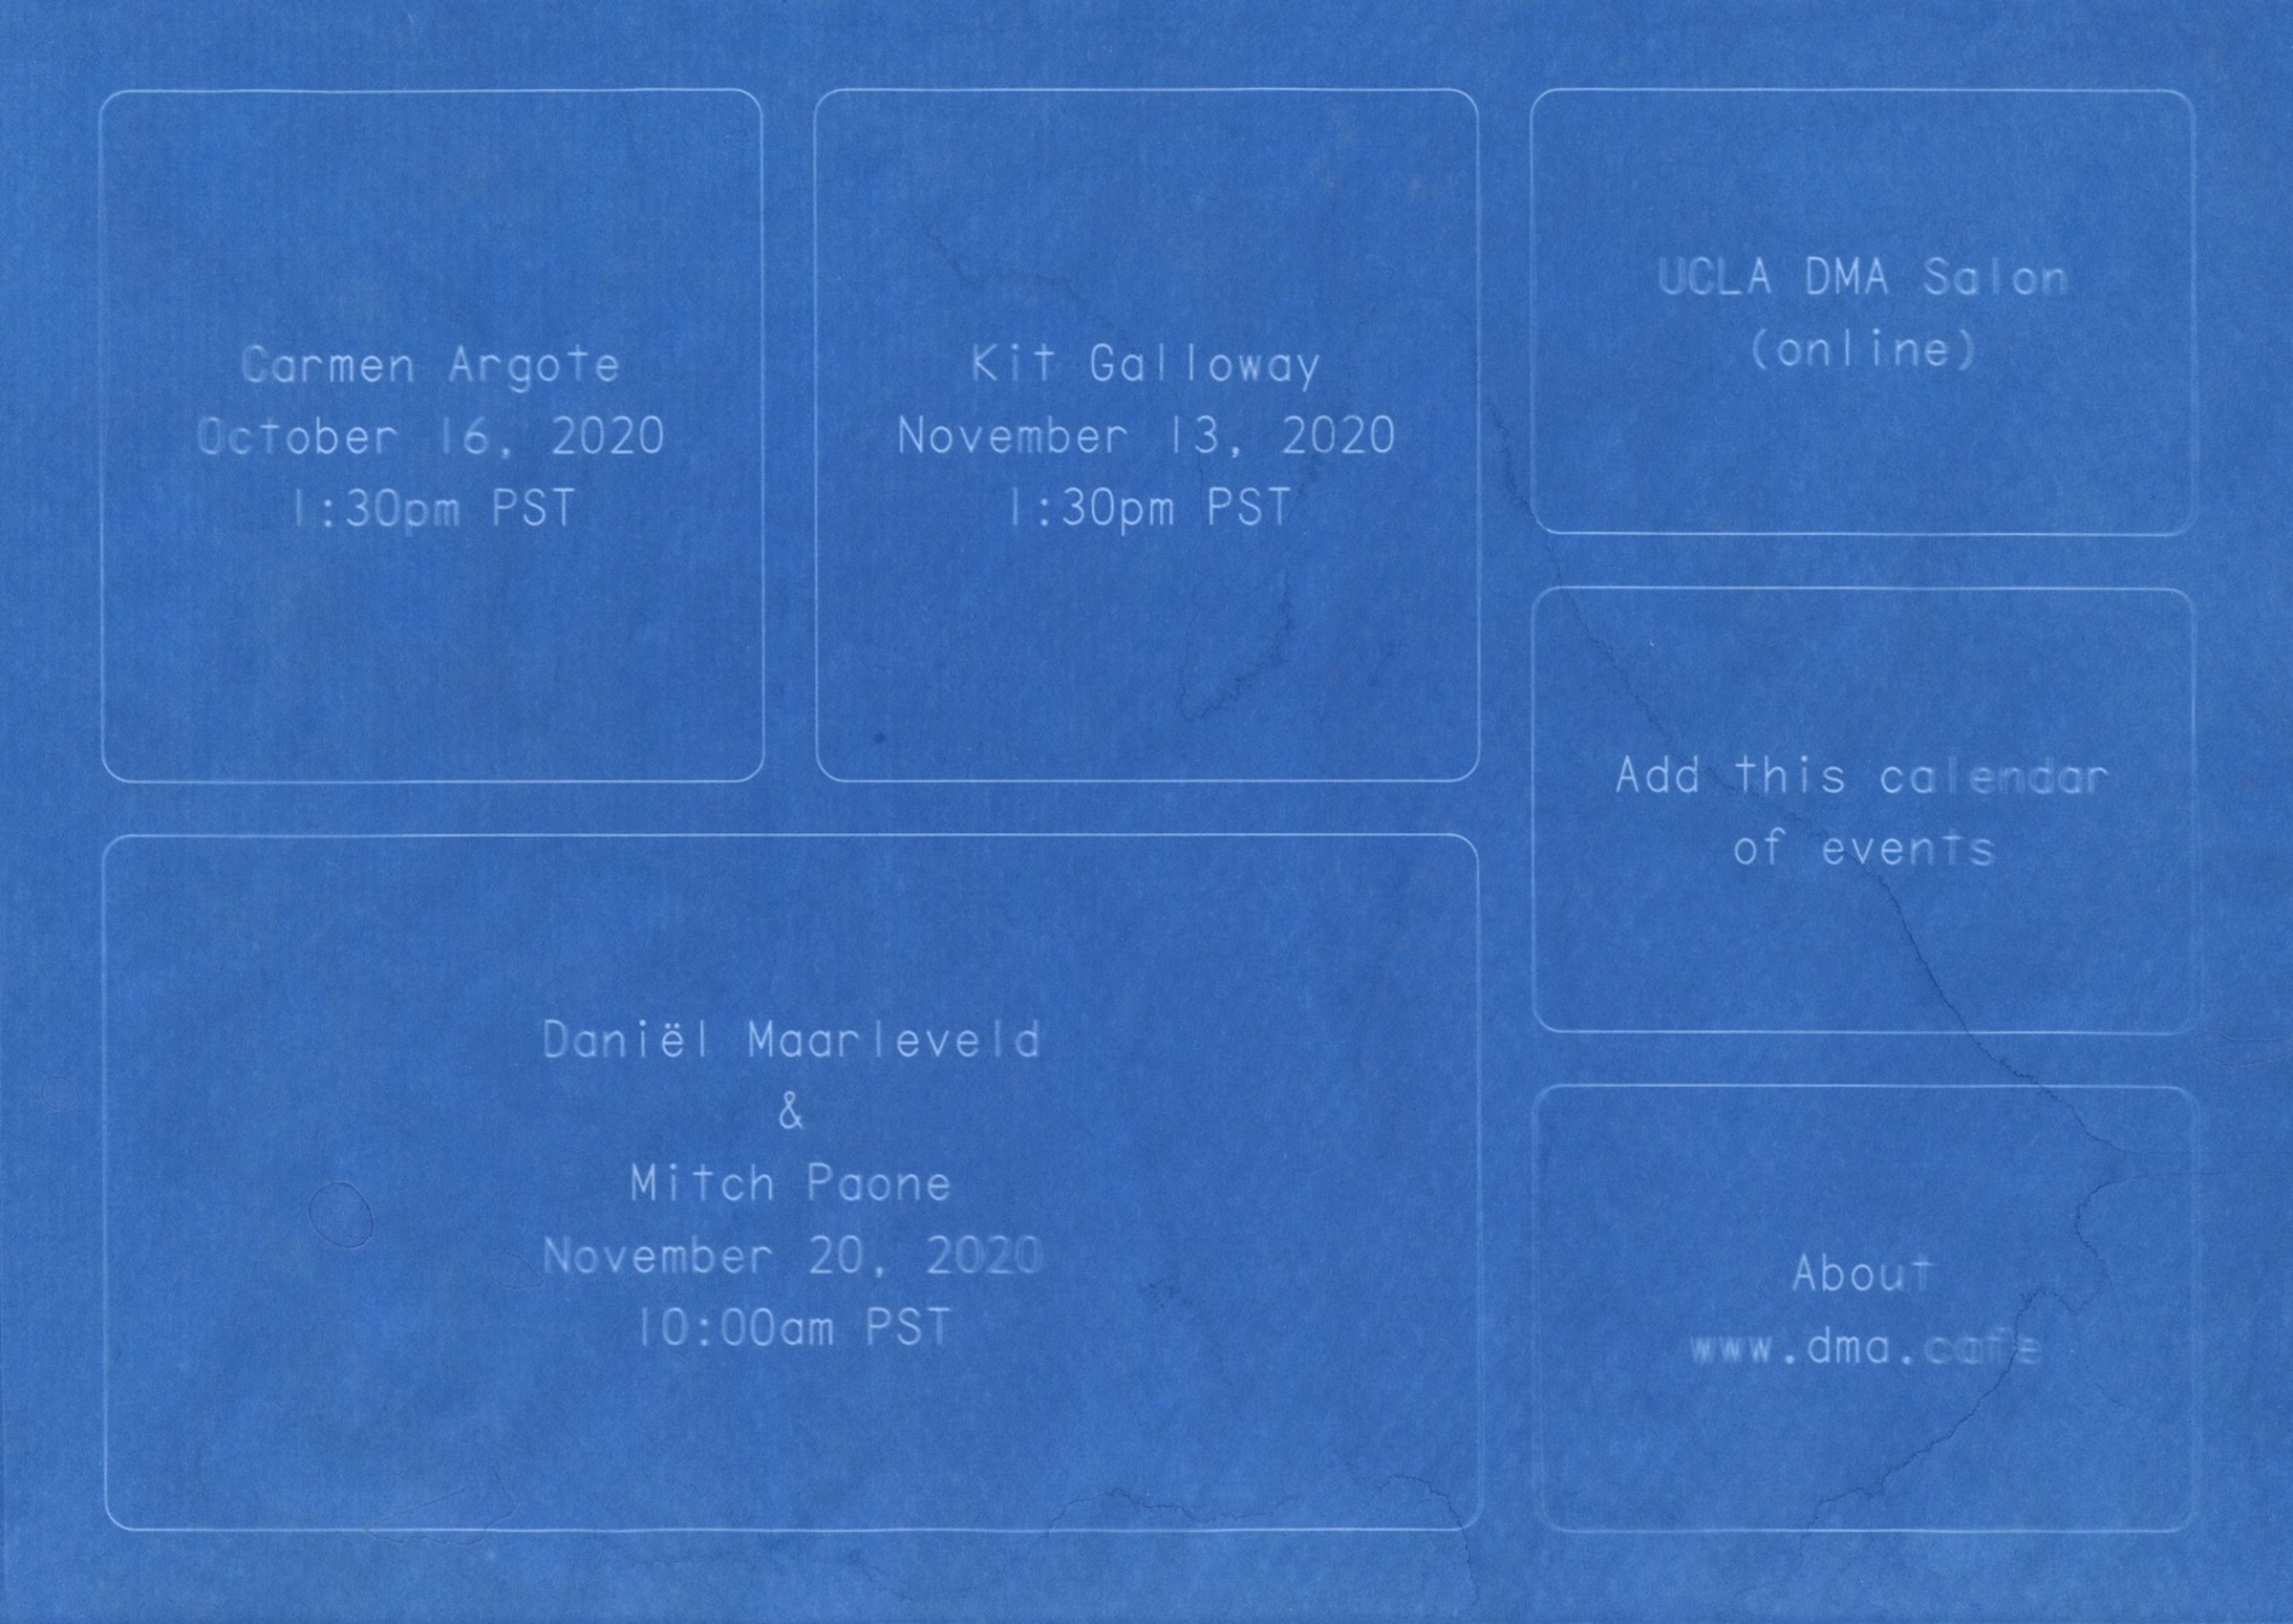 Carmen Argote
October 16, 2020
1:30pm PST
Kit Galloway
November 13, 2020
1:30pm PST
UCLA DMA Salon
(online)
Add this calendar
of events
Daniël Maarleveld
&
Mitch Paone
November 20, 2020
10:00am PST
About
www.dma.cafe